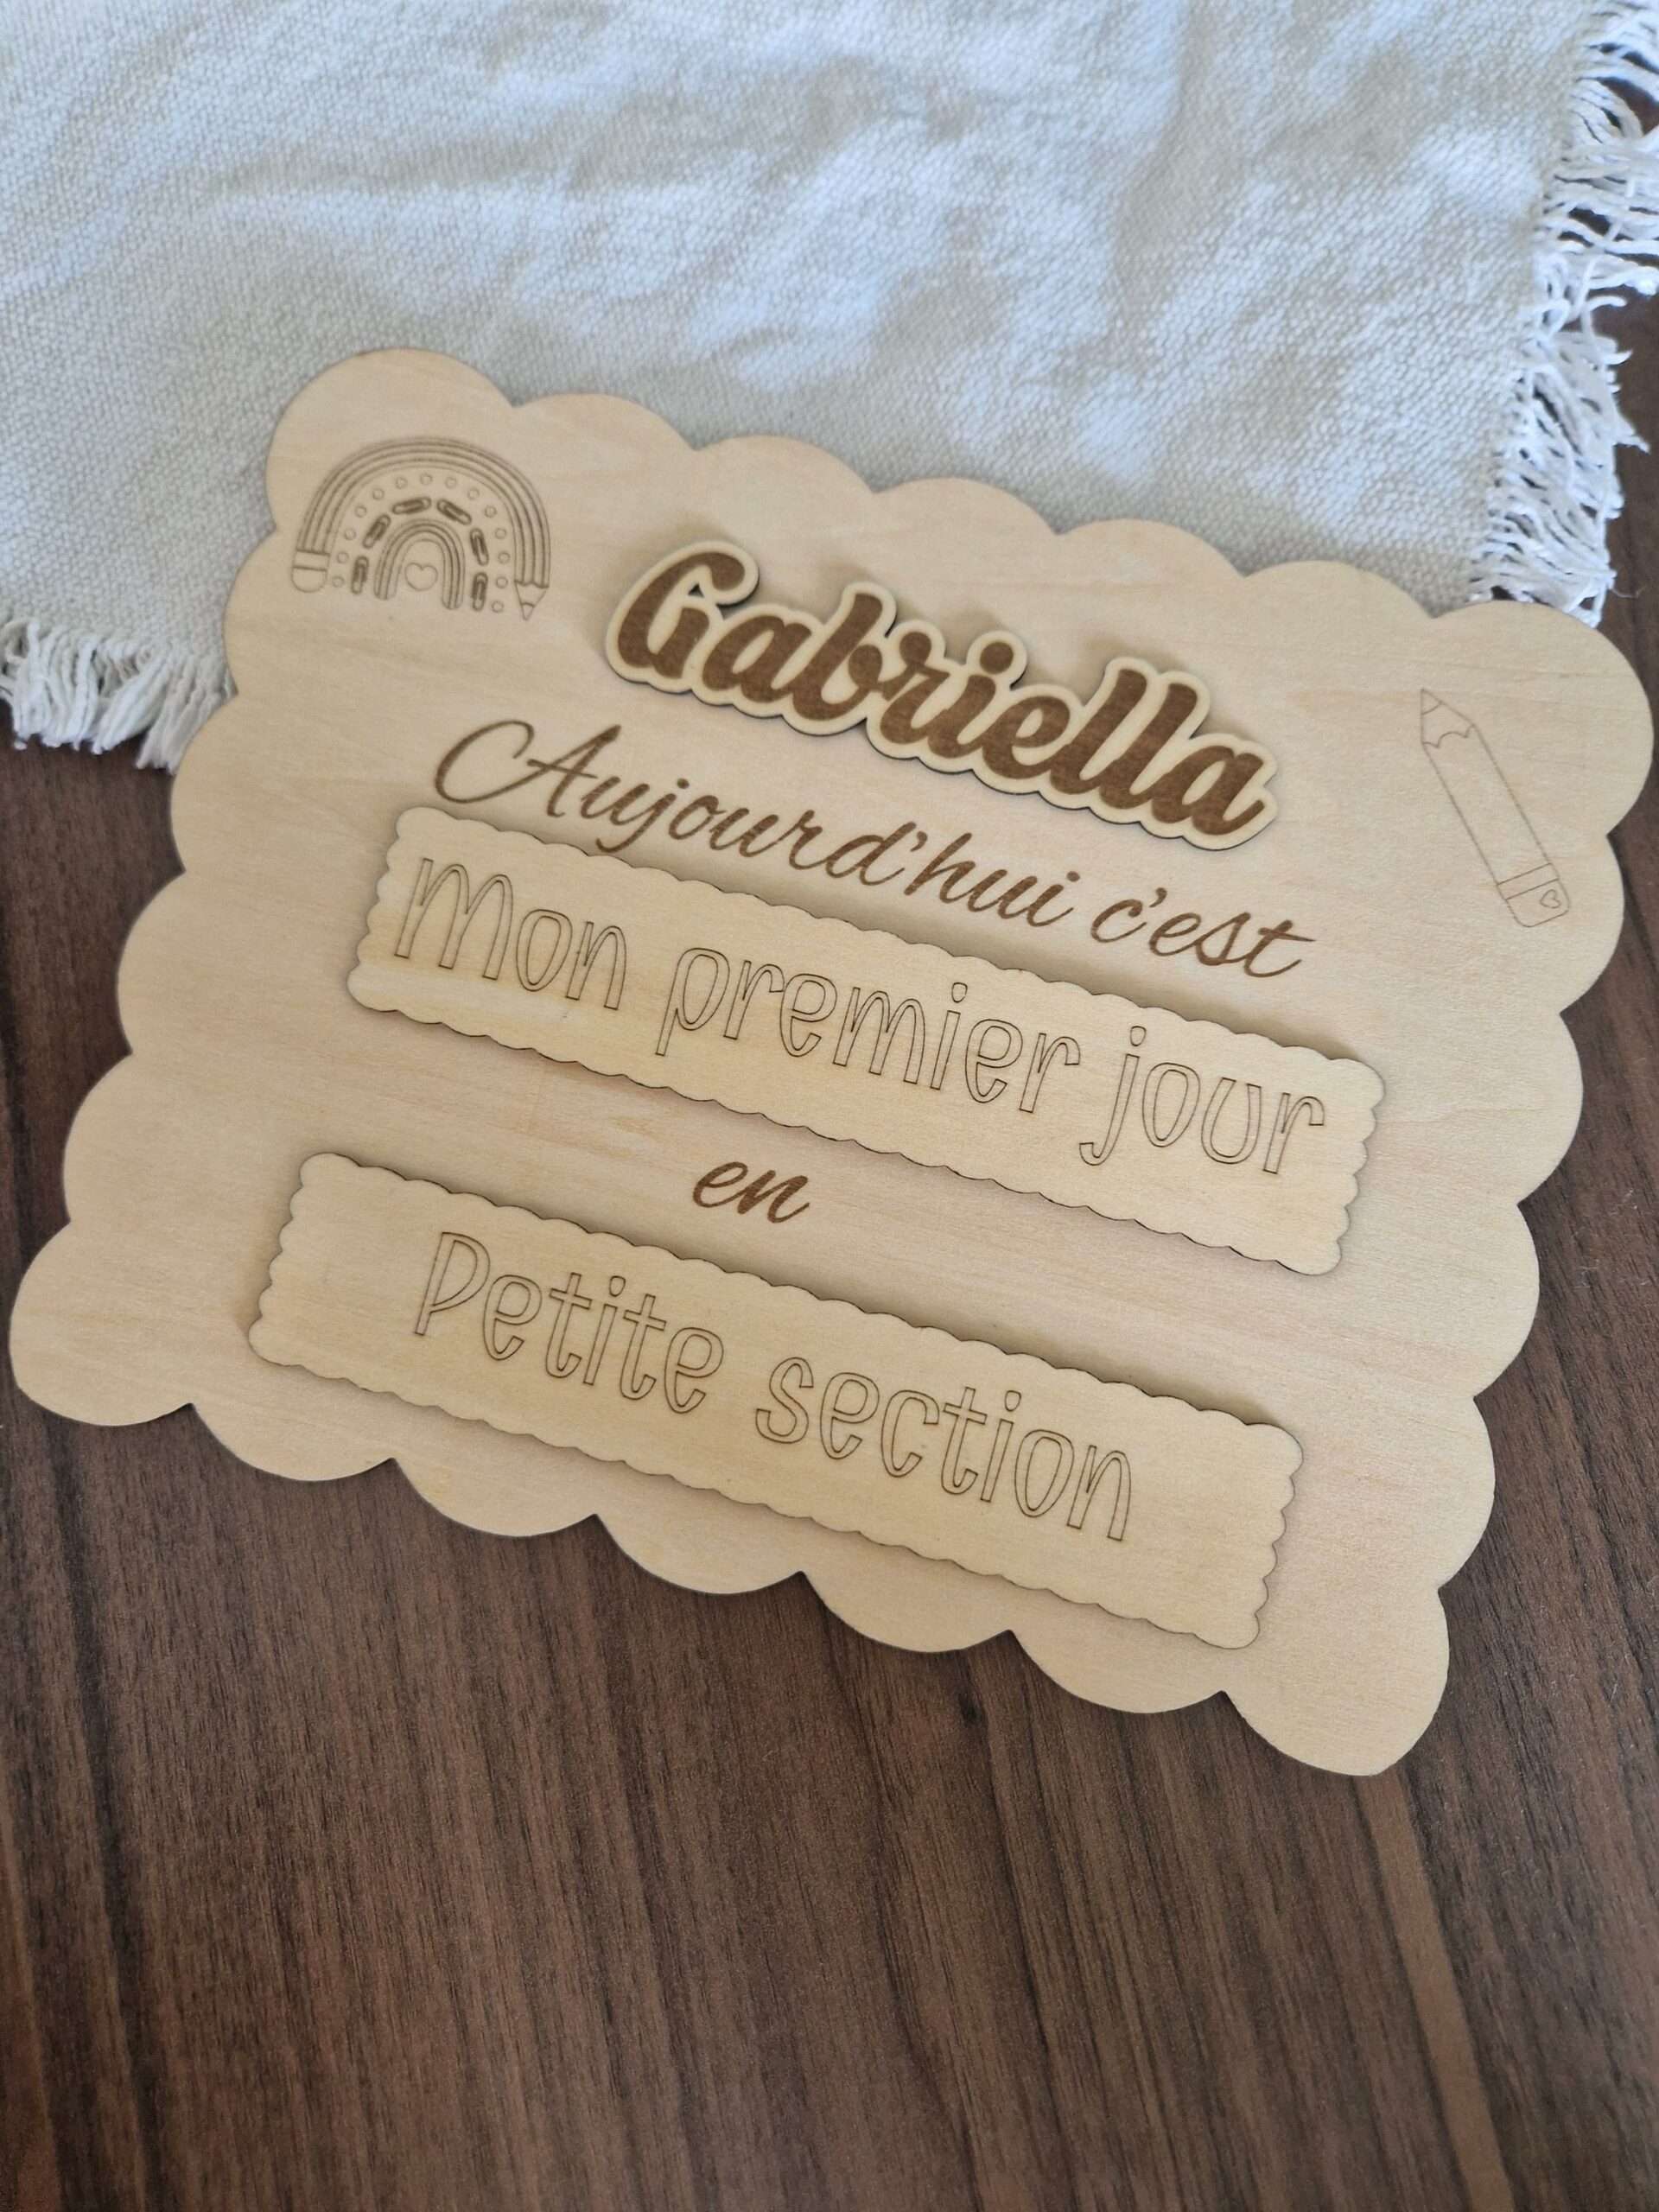 Gabriella
Aujourd'hui c'est
Mon premier jour
en
Petite section